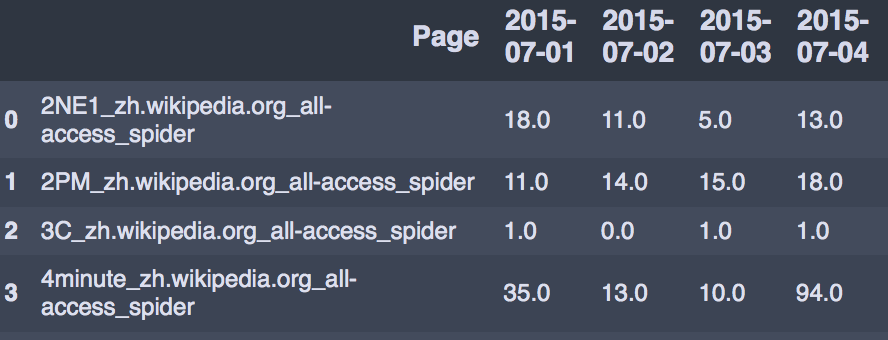 Page 2015-07-01 2015-07-02 2015-07-03 2015-07-04
0 2NE1_zh.wikipedia.org_all-access_spider 18.0 11.0 5.0 13.0
1 2PM_zh.wikipedia.org_all-access_spider 11.0 14.0 15.0 18.0
2 3C_zh.wikipedia.org_all-access_spider 1.0 0.0 1.0 1.0
3 4minute_zh.wikipedia.org_all-access_spider 35.0 13.0 10.0 94.0